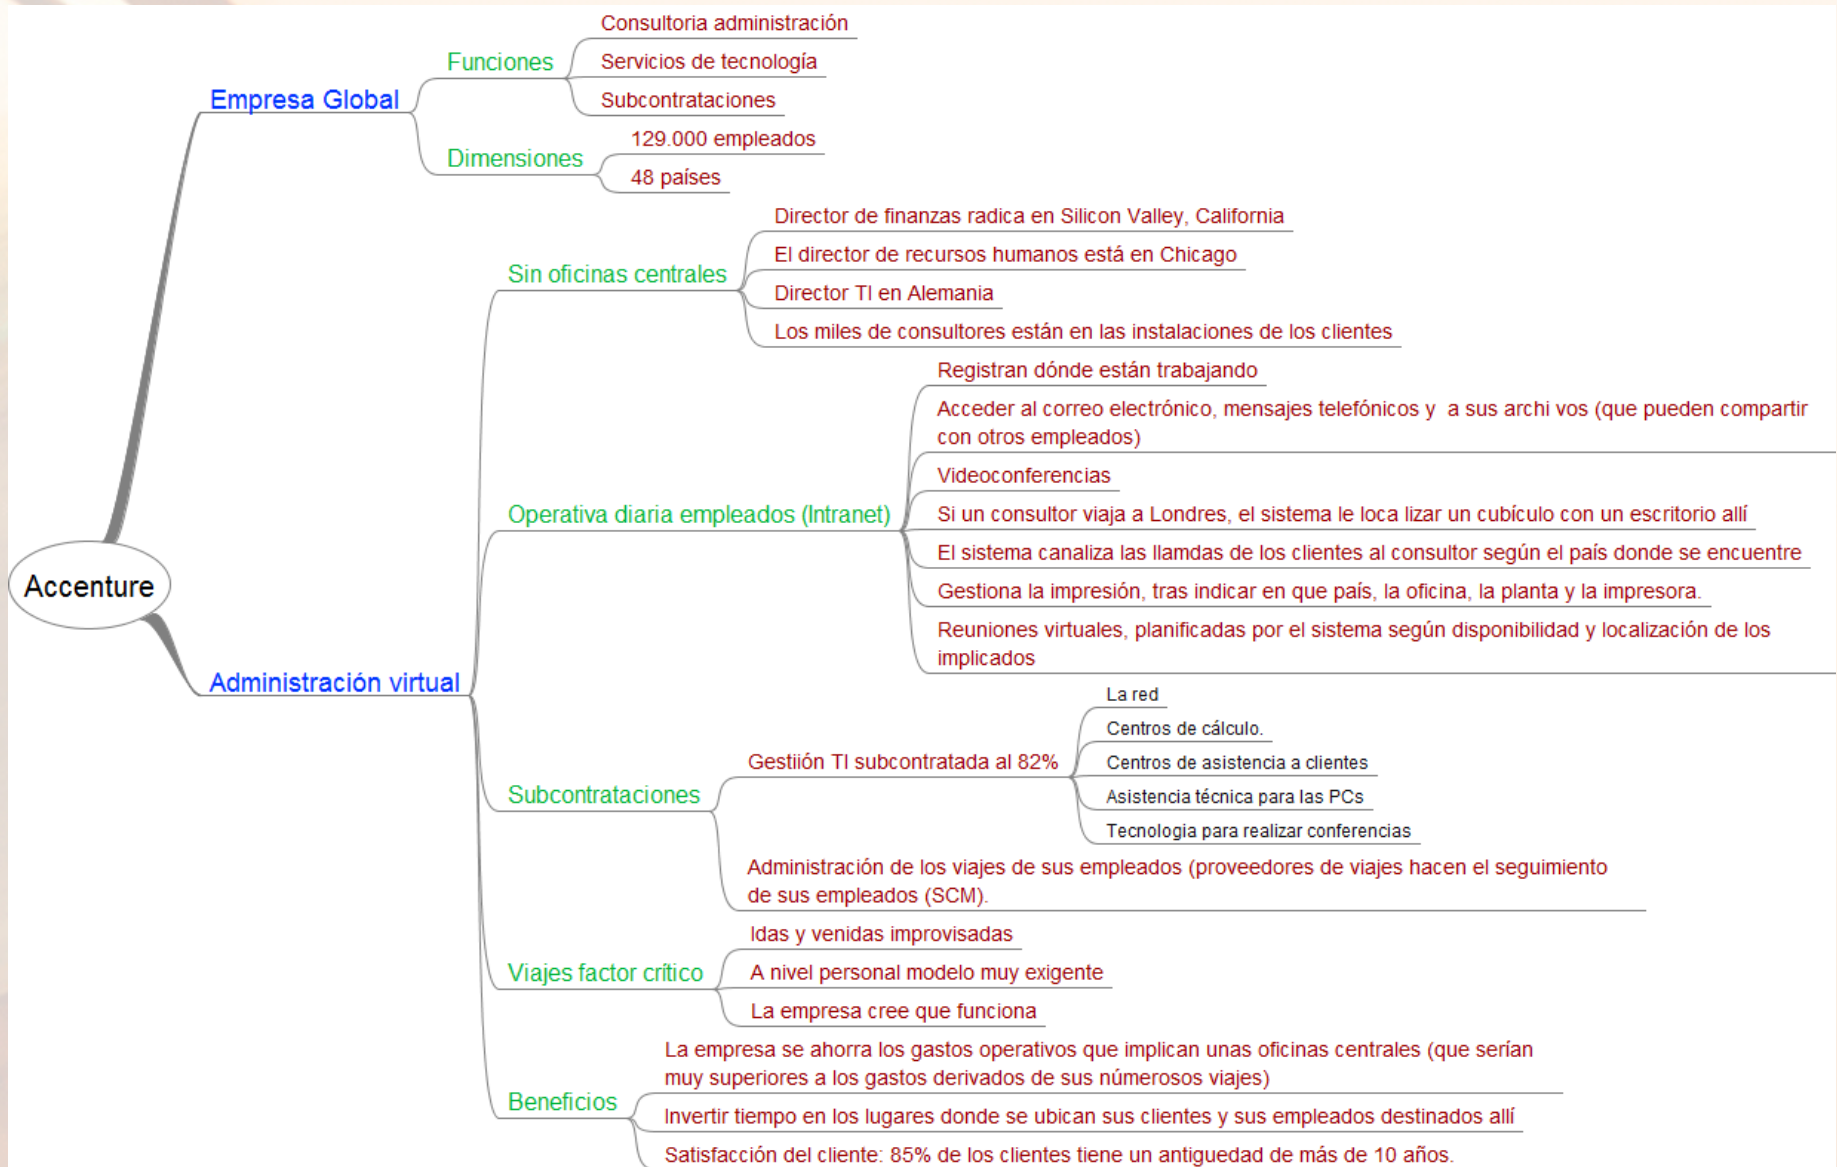 Consultoria administración
Funciones
Servicios de tecnología
Empresa Global
Subcontrataciones
129.000 empleados
Dimensiones
48 países
Director de finanzas radica en Silicon Valley, California
El director de recursos humanos está en Chicago
Sin oficinas centrales
Director TI en Alemania
Los miles de consultores están en las instalaciones de los clientes
Registran dónde están trabajando
Acceder al correo electrónico, mensajes telefónicos y  a sus archi vos (que pueden compartir
con otros empleados)
Videoconferencias
Operativa diaria empleados (Intranet)
Si un consultor viaja a Londres, el sistema le loca lizar un cubículo con un escritorio allí
El sistema canaliza las llamdas de los clientes al consultor según el país donde se encuentre
Accenture
Gestiona la impresión, tras indicar en que país, la oficina, la planta y la impresora.
Reuniones virtuales, planificadas por el sistema según disponibilidad y localización de los
implicados
Administración virtual
La red
Centros de cálculo.
Gestiión TI subcontratada al 82%
Centros de asistencia a clientes
Subcontrataciones
Asistencia técnica para las PCs
Tecnologia para realizar conferencias
Administración de los viajes de sus empleados (proveedores de viajes hacen el seguimiento
de sus empleados (SCM).
Idas y venidas improvisadas
Viajes factor crítico
A nivel personal modelo muy exigente
La empresa cree que funciona
La empresa se ahorra los gastos operativos que implican unas oficinas centrales (que serían
muy superiores a los gastos derivados de sus númerosos viajes)
Beneficios
Invertir tiempo en los lugares donde se ubican sus clientes y sus empleados destinados allí
Satisfacción del cliente: 85% de los clientes tiene un antiguedad de más de 10 años.